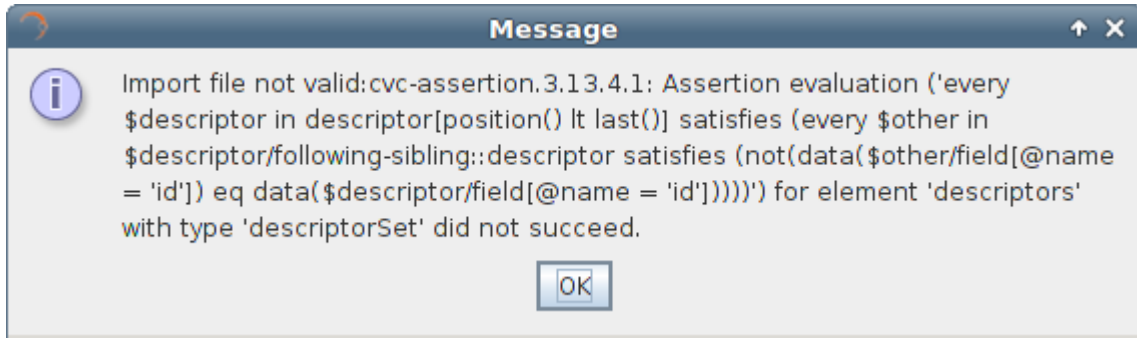 Message
Import file not valid:cvc-assertion.3.13.4.1: Assertion evaluation ('every
$descriptor in descriptor[position() lt last()] satisfies (every $other in
$descriptor/following-sibling::descriptor satisfies (not(data($other/field[@name
= 'id']) eq data($descriptor/field[@name = 'id']))))') for element 'descriptors'
with type 'descriptorSet' did not succeed.
OK